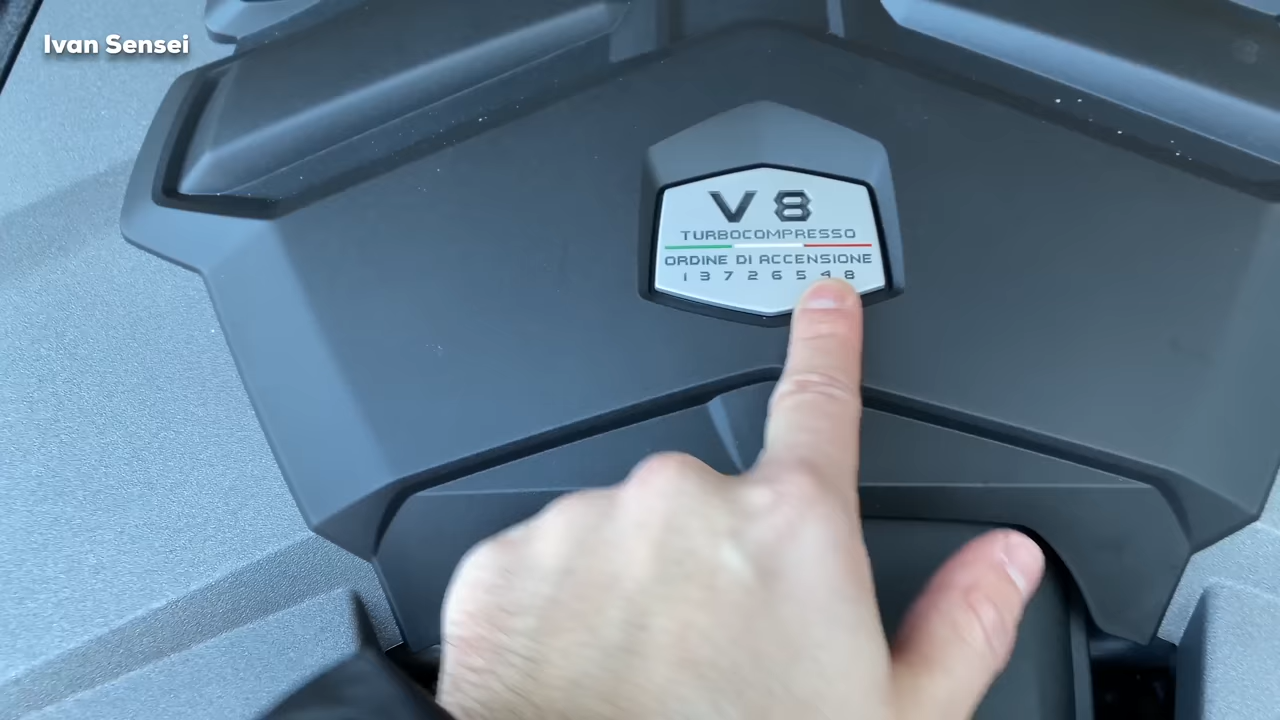 Ivan Sensei
V8
TURBOCOMPRESSO
ORDINE DI ACCENSIONE
1 3 7 2 6 5 4 8